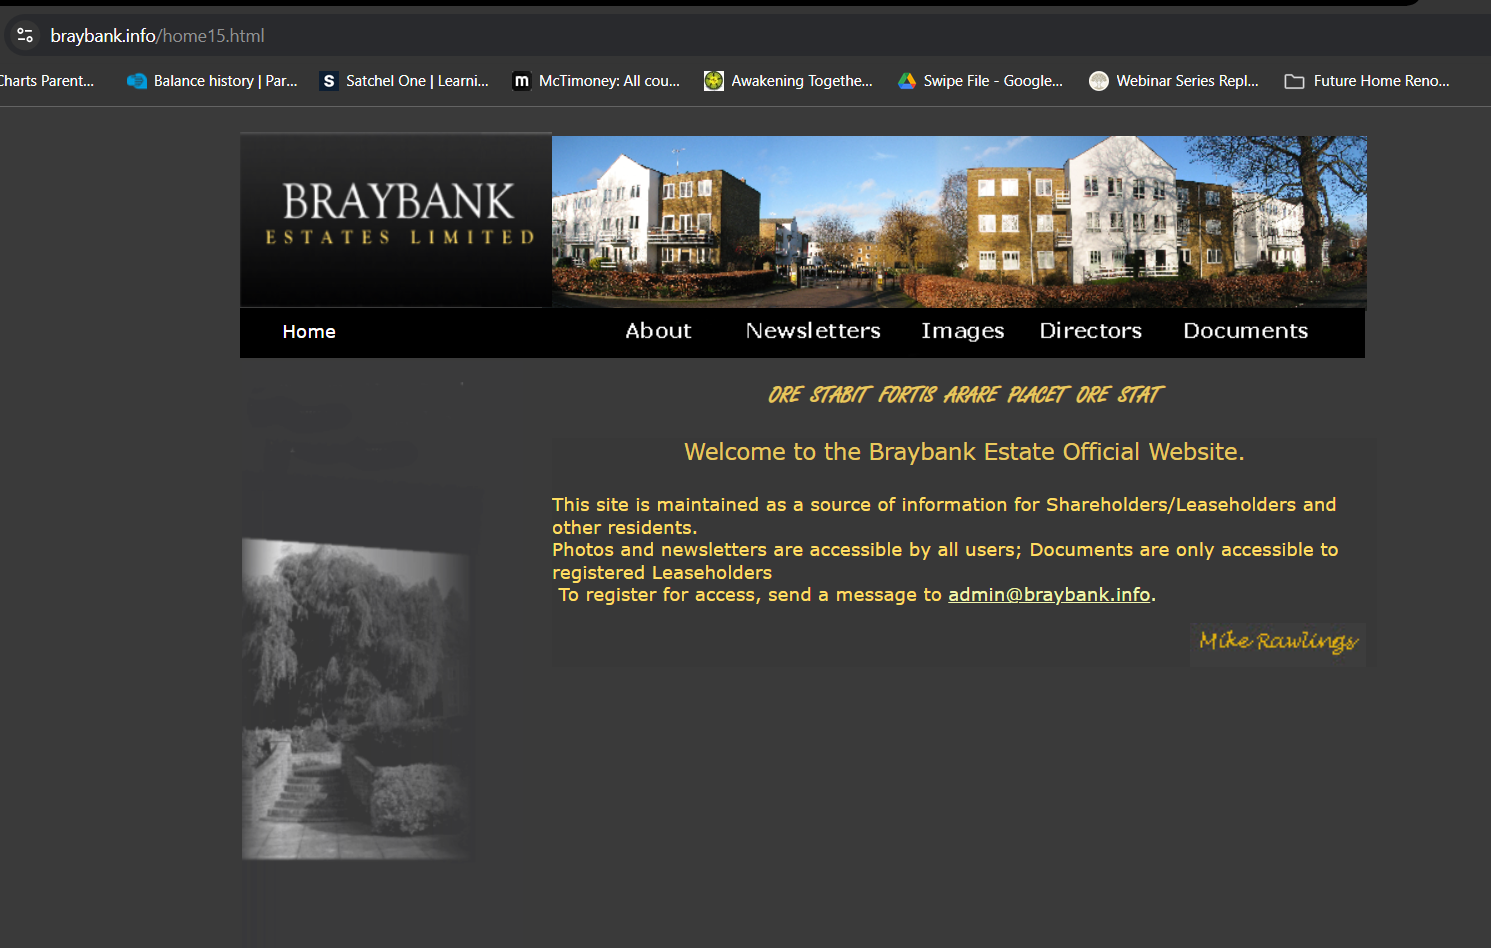 braybank.info/home15.html
Charts Parent...
Balance history | Par...
S
Satchel One | Learni...
m
McTimoney: All cou...
Awakening Togethe...
Swipe File - Google...
Webinar Series Repl...
Future Home Reno...
BRAYBANK
ESTATES LIMITED
Home
About
Newsletters
Images
Directors
Documents
ORE STABIT FORTIS ARARE PLACET ORE STAT
Welcome to the Braybank Estate Official Website.
This site is maintained as a source of information for Shareholders/Leaseholders and
other residents.
Photos and newsletters are accessible by all users; Documents are only accessible to
registered Leaseholders
To register for access, send a message to admin@braybank.info.
Mike Rawlings